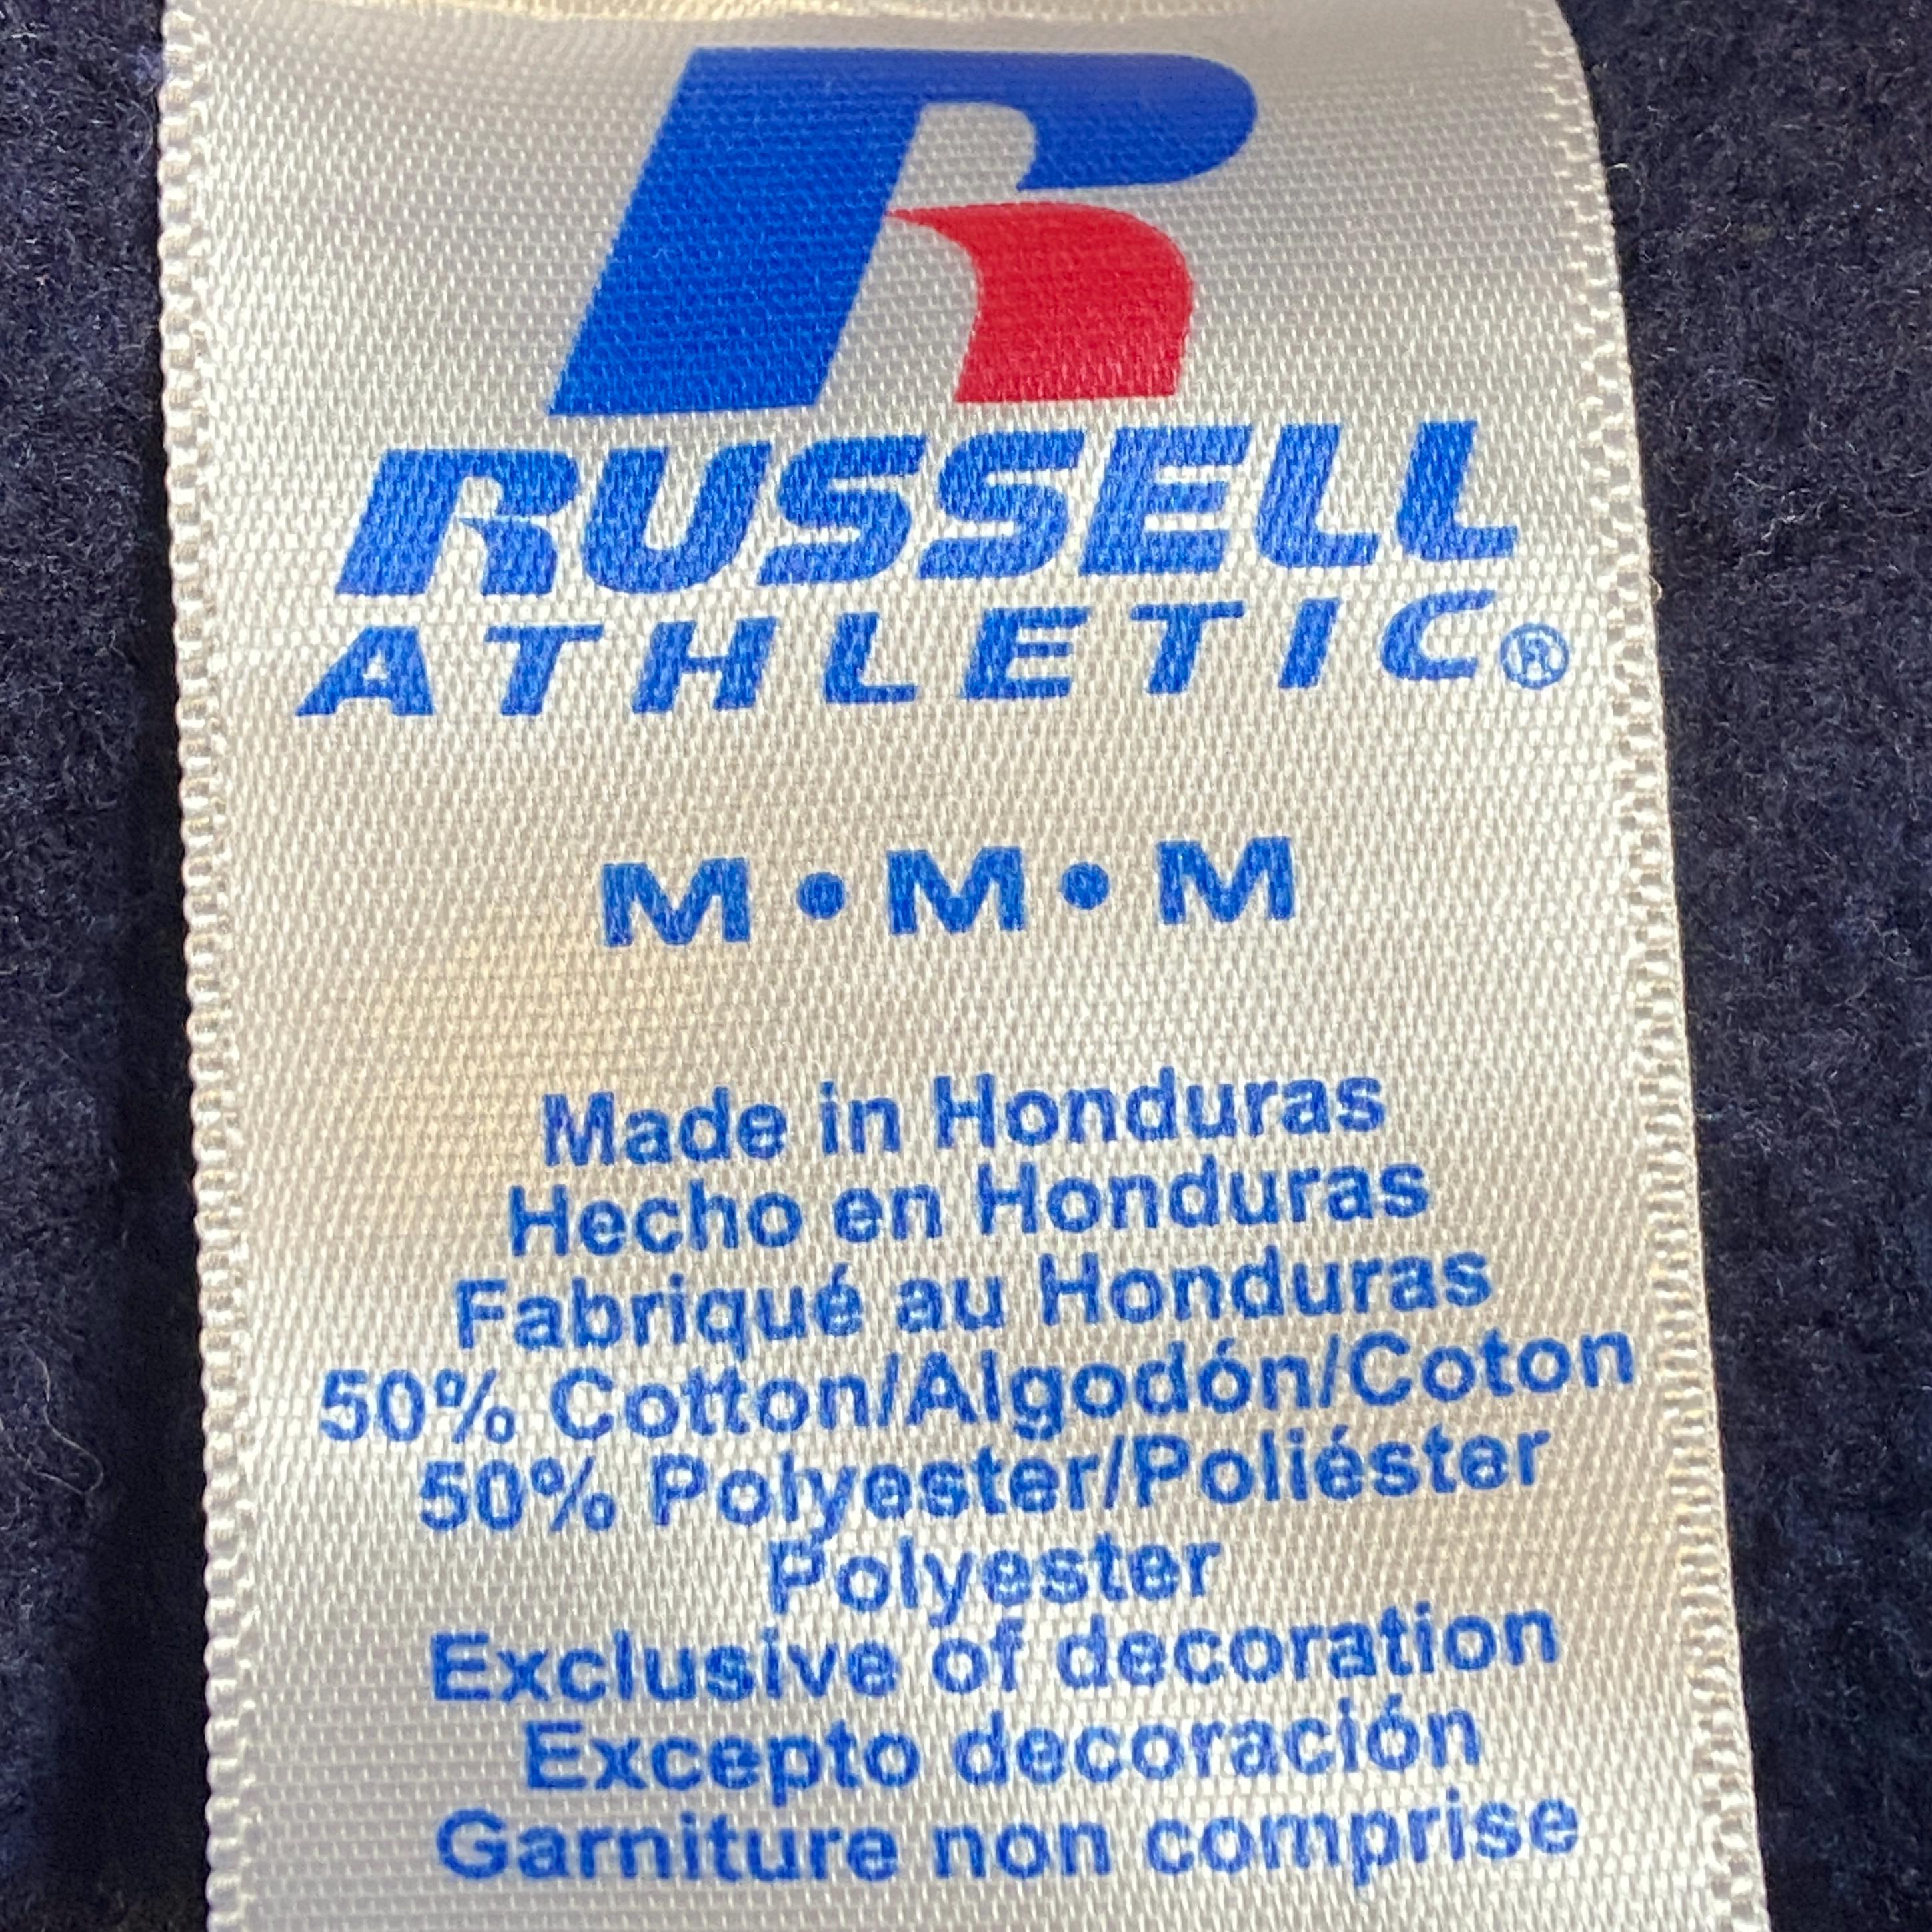 R
RUSSELL
ATHLETIC®
M•M•M
Made in Honduras
Hecho en Honduras
Fabriqué au Honduras
50% Cotton/Algodón/Coton
50% Polyester/Poliéster
Polyester
Exclusive of decoration
Excepto decoración
Garniture non comprise